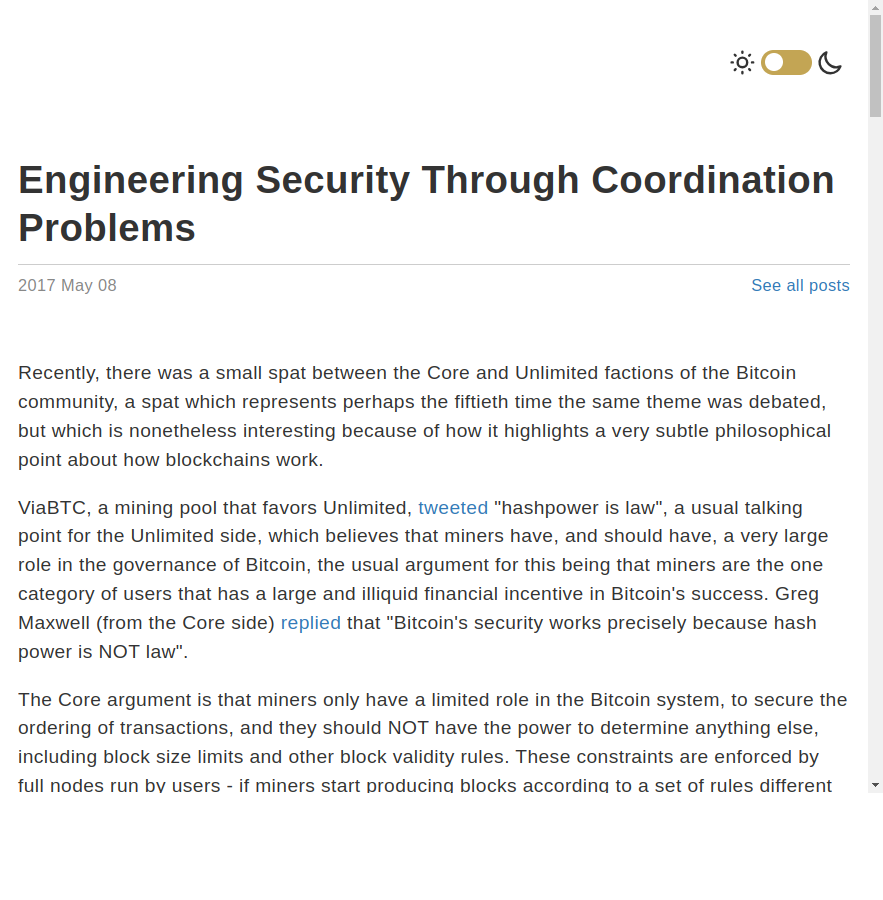 Engineering Security Through Coordination
Problems
2017 May 08
See all posts
Recently, there was a small spat between the Core and Unlimited factions of the Bitcoin
community, a spat which represents perhaps the fiftieth time the same theme was debated,
but which is nonetheless interesting because of how it highlights a very subtle philosophical
point about how blockchains work.
ViaBTC, a mining pool that favors Unlimited, tweeted "hashpower is law", a usual talking
point for the Unlimited side, which believes that miners have, and should have, a very large
role in the governance of Bitcoin, the usual argument for this being that miners are the one
category of users that has a large and illiquid financial incentive in Bitcoin's success. Greg
Maxwell (from the Core side) replied that "Bitcoin's security works precisely because hash
power is NOT law".
The Core argument is that miners only have a limited role in the Bitcoin system, to secure the
ordering of transactions, and they should NOT have the power to determine anything else,
including block size limits and other block validity rules. These constraints are enforced by
full nodes run by users - if miners start producing blocks according to a set of rules different